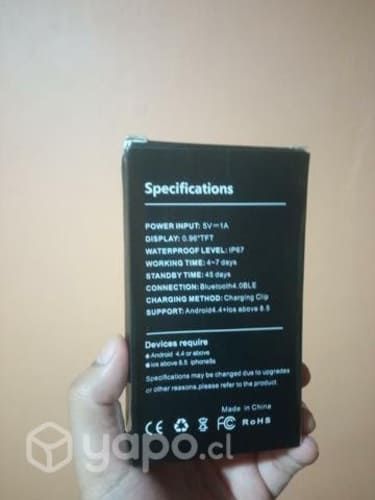 Specifications
POWER INPUT: 5V⎓1A
DISPLAY: 0.96"TFT
WATERPROOF LEVEL: IP67
WORKING TIME: 4~7 days
STANDBY TIME: 45 days
CONNECTION: Bluetooth4.0BLE
CHARGING METHOD: Charging Clip
SUPPORT: Android4.4+ios above 8.5
Devices require
Android 4.4 or above
ios above 8.5 iphone5s
Specifications may be changed due to upgrades
or other reasons, please refer to the product.
Made in China
CE FC RoHS
yapo.cl